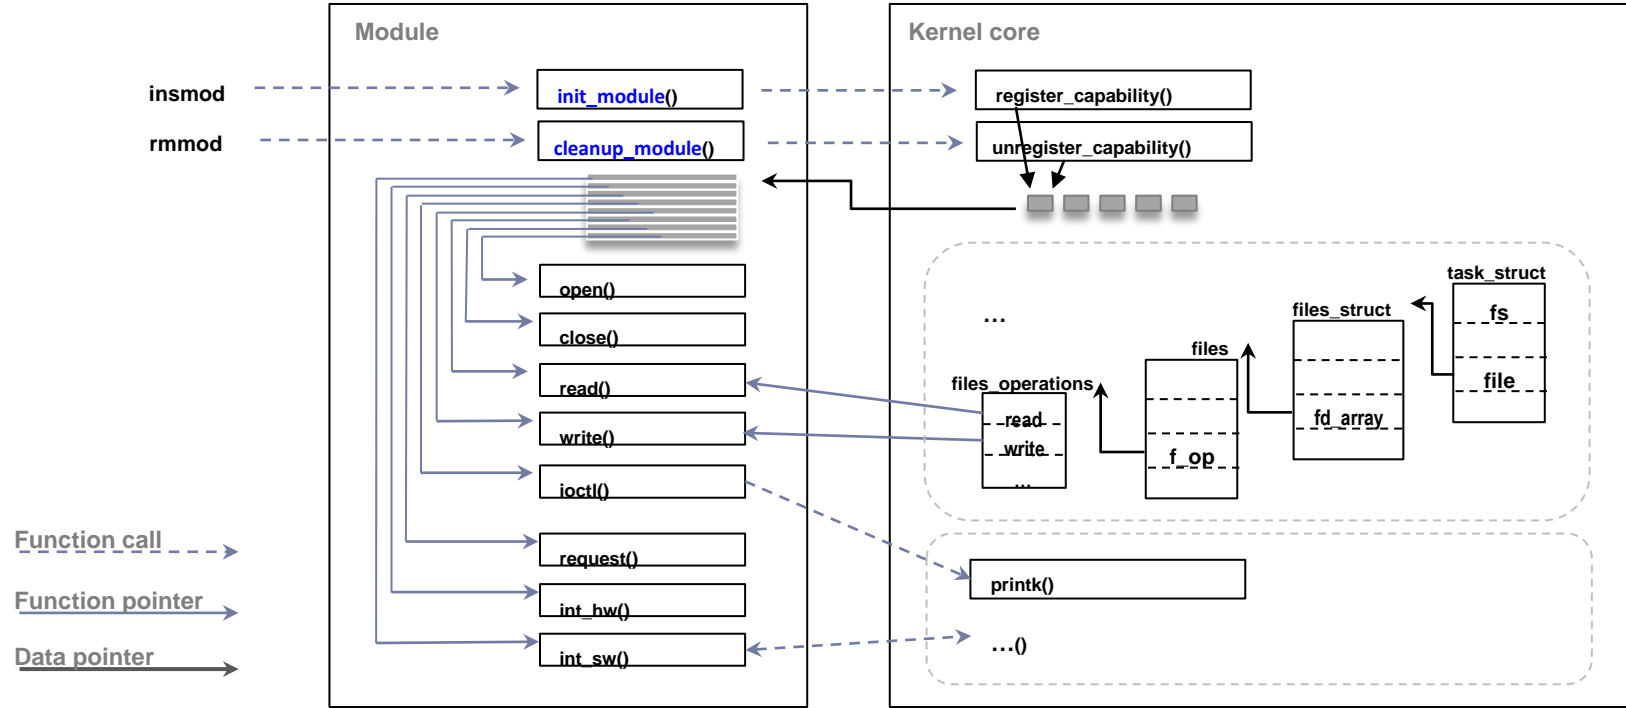 Module
Kernel core
insmod
init_module()
register_capability()
rmmod
cleanup_module()
unregister_capability()
open()
close()
read()
write()
ioctl()
request()
int_hw()
int_sw()
...
task_struct
fs
file
files_struct
fd_array
files
f_op
files_operations
read
write
...
printk()
...()
Function call
Function pointer
Data pointer